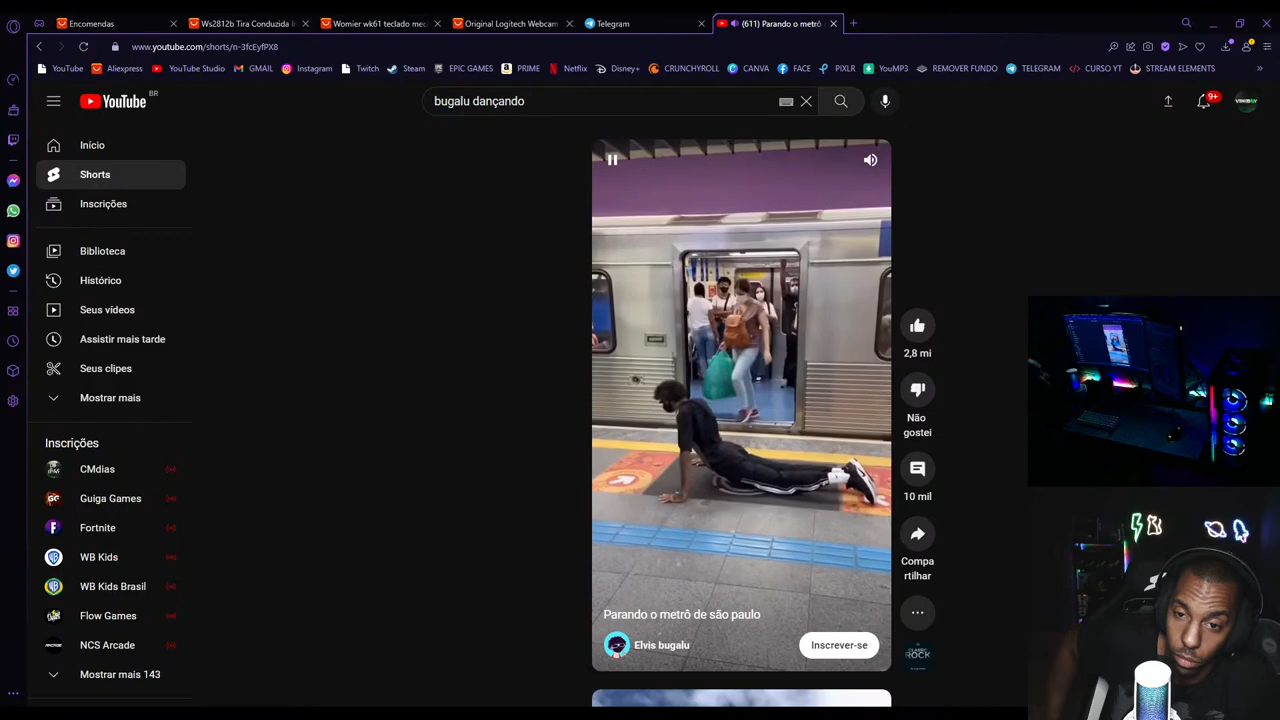 Encomendas
Ws2812b Tira Conduzida In
Womier wk61 teclado mec
Original Logitech Webcam
Telegram
(611) Parando o metrô
www.youtube.com/shorts/n-3fcEyfPX8
YouTube
Aliexpress
YouTube Studio
GMAIL
Instagram
Twitch
Steam
EPIC GAMES
PRIME
Netflix
Disney+
CRUNCHYROLL
CANVA
FACE
PIXLR
YouMP3
REMOVER FUNDO
TELEGRAM
CURSO YT
STREAM ELEMENTS
YouTube BR
bugalu dançando
9+
Início
Shorts
Inscrições
Biblioteca
Histórico
Seus vídeos
Assistir mais tarde
Seus clipes
Mostrar mais
Inscrições
CMdias
Guiga Games
Fortnite
WB Kids
WB Kids Brasil
Flow Games
NCS Arcade
Mostrar mais 143
2,8 mi
Não
gostei
10 mil
Compa
rtilhar
Parando o metrô de são paulo
Elvis bugalu
Inscrever-se
CLASSIC
ROCK